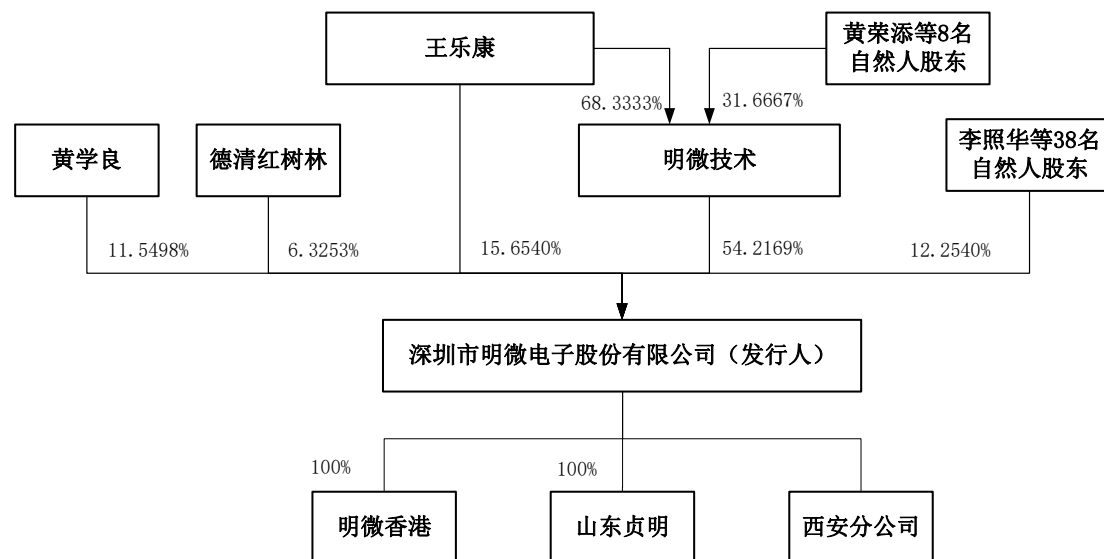 王乐康
黄荣添等8名
自然人股东
68.3333%
31.6667%
黄学良
德清红树林
明微技术
李照华等38名
自然人股东
11.5498%
6.3253%
15.6540%
54.2169%
12.2540%
深圳市明微电子股份有限公司（发行人）
100%
100%
明微香港
山东贞明
西安分公司